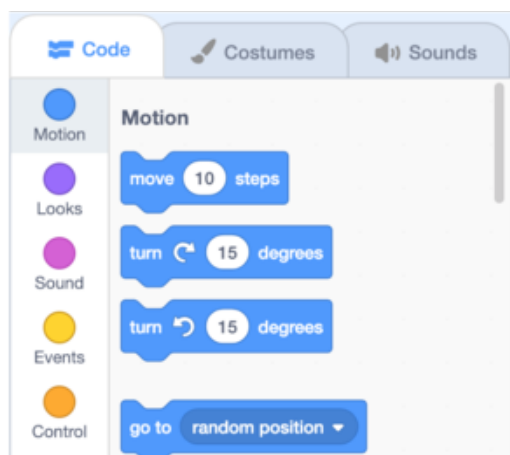 Code
Costumes
Sounds
Motion
Looks
Sound
Events
Control
Motion
move 10 steps
turn 15 degrees
turn 15 degrees
go to random position